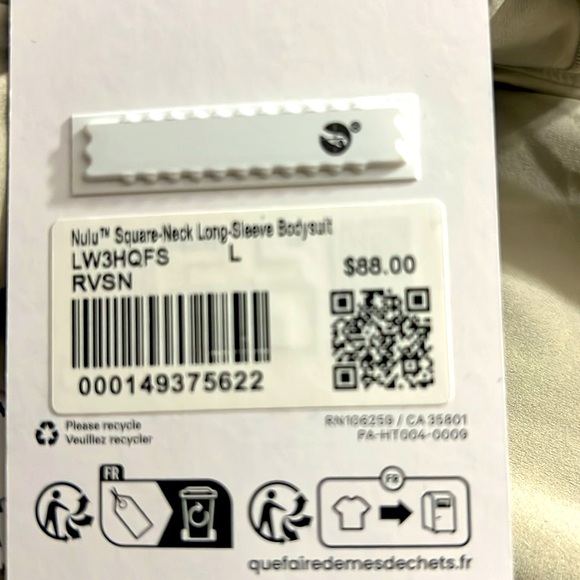 Nulu™ Square-Neck Long-Sleeve Bodysuit
LW3HQFS L
RVSN
$88.00
000149375622
Please recycle
Veuillez recycler
RN106259 / CA 35801
PA-HT004-0009
FR
FR
quefairedemesdechets.fr